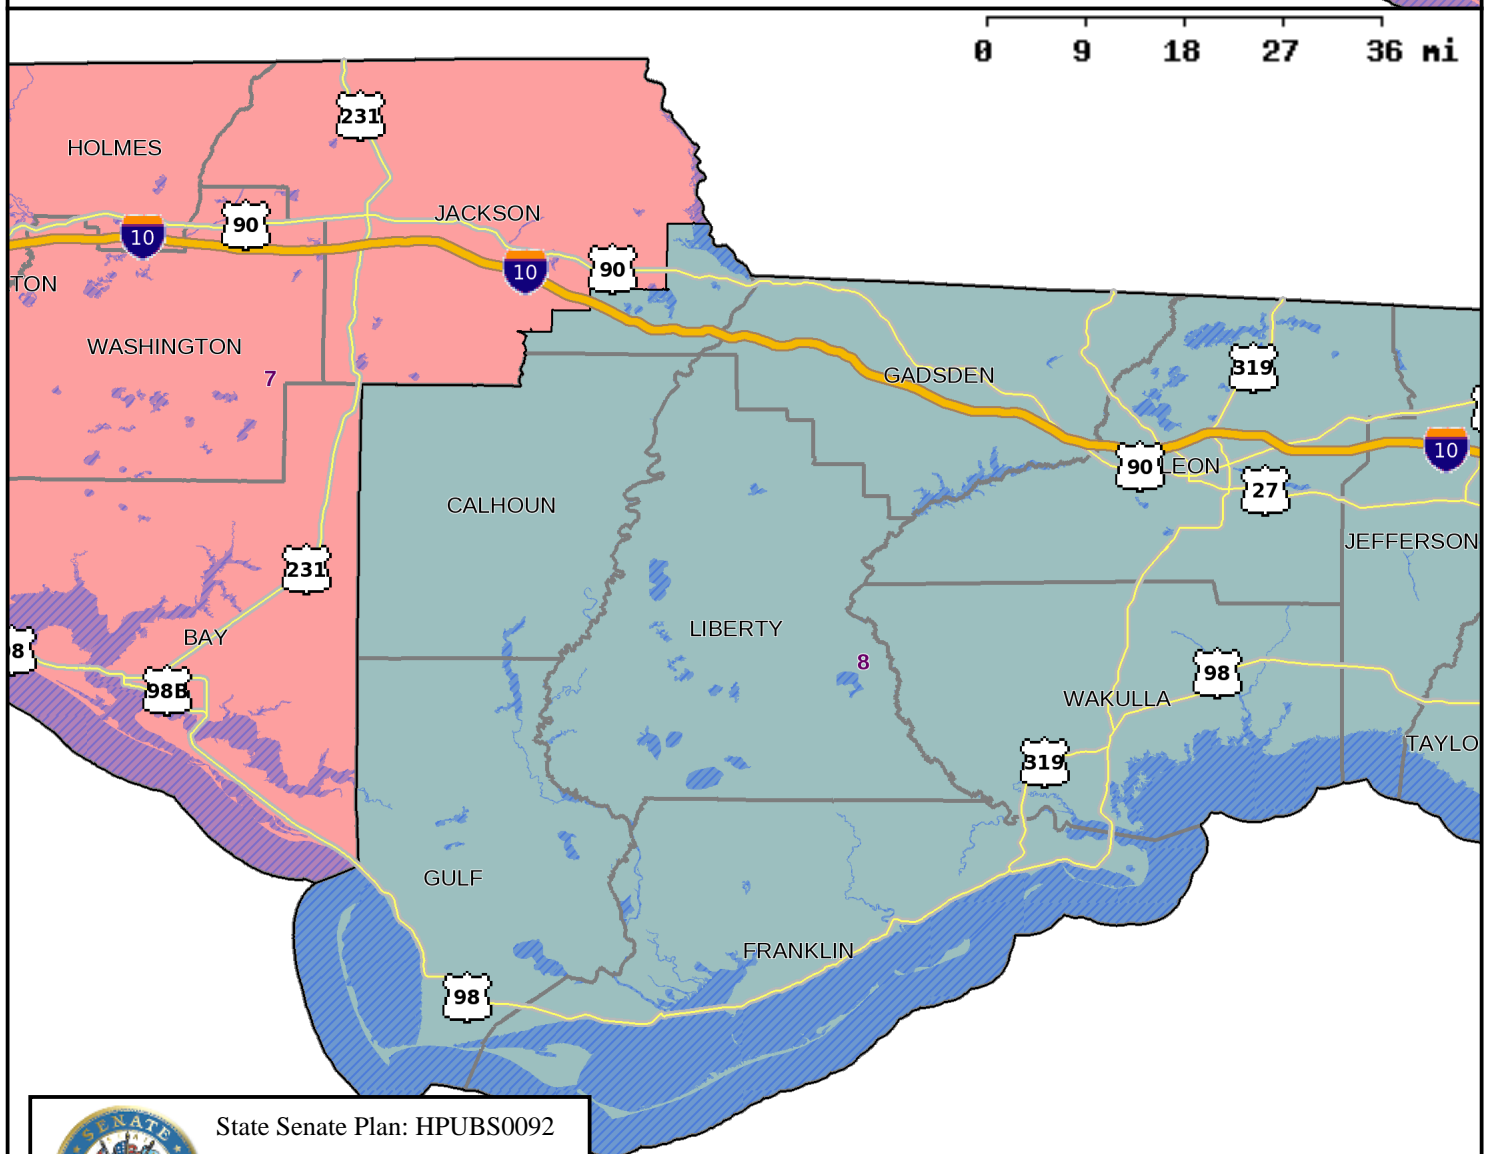 0 9 18 27 36 mi
231
HOLMES
JACKSON
90
10
10
90
TON
WASHINGTON
7
GADSDEN
319
90
LEON
10
27
CALHOUN
JEFFERSON
231
LIBERTY
8
BAY
98
98B
WAKULLA
98
TAYLO
319
GULF
FRANKLIN
98
SENATE
State Senate Plan: HPUBS0092